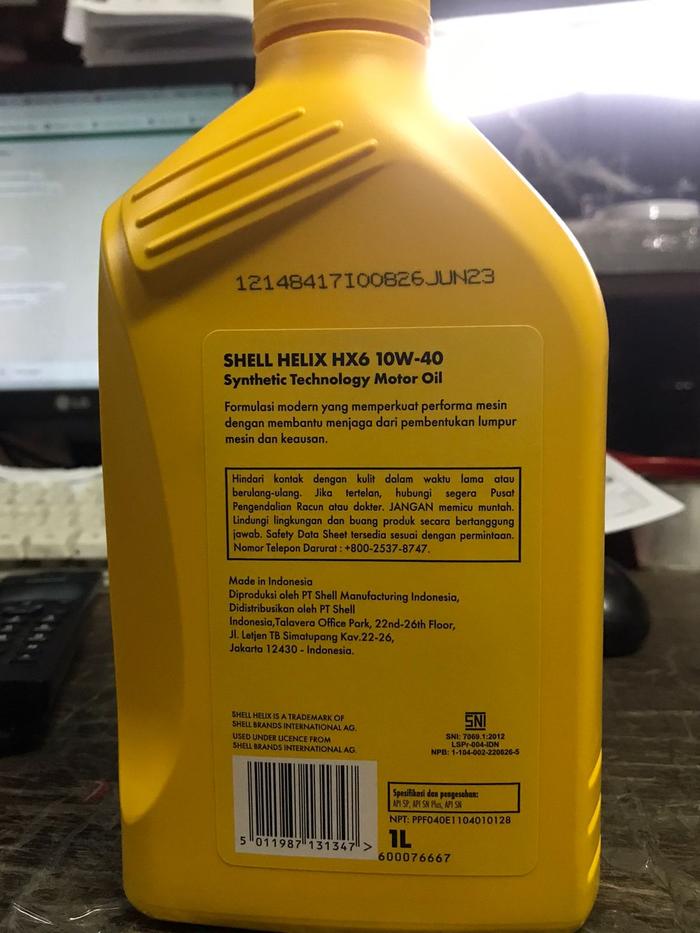 12148417I00826JUN23
SHELL HELIX HX6 10W-40
Synthetic Technology Motor Oil
Formulasi modern yang memperkuat performa mesin
dengan membantu menjaga dari pembentukan lumpur
mesin dan keausan.
Hindari kontak dengan kulit dalam waktu lama atau
berulang-ulang. Jika tertelan, hubungi segera Pusat
Pengendalian Racun atau dokter. JANGAN memicu muntah.
Lindungi lingkungan dan buang produk secara bertanggung
jawab. Safety Data Sheet tersedia sesuai dengan permintaan.
Nomor Telepon Darurat : +800-2537-8747.
Made in Indonesia
Diproduksi oleh PT Shell Manufacturing Indonesia,
Didistribusikan oleh PT Shell
Indonesia,Talavera Office Park, 22nd-26th Floor,
Jl. Letjen TB Simatupang Kav.22-26,
Jakarta 12430 - Indonesia.
SHELL HELIX IS A TRADEMARK OF
SHELL BRANDS INTERNATIONAL AG.
USED UNDER LICENCE FROM
SHELL BRANDS INTERNATIONAL AG.
SNI
SNI: 7069.1:2012
LSPr-004-IDN
NPB: 1-104-002-220626-5
Spesifikasi dan pengesahan:
API SP, API SN Plus, API SN
NPT: PPF040E1104010128
1L
5 011987 131347 >
600076667
LG